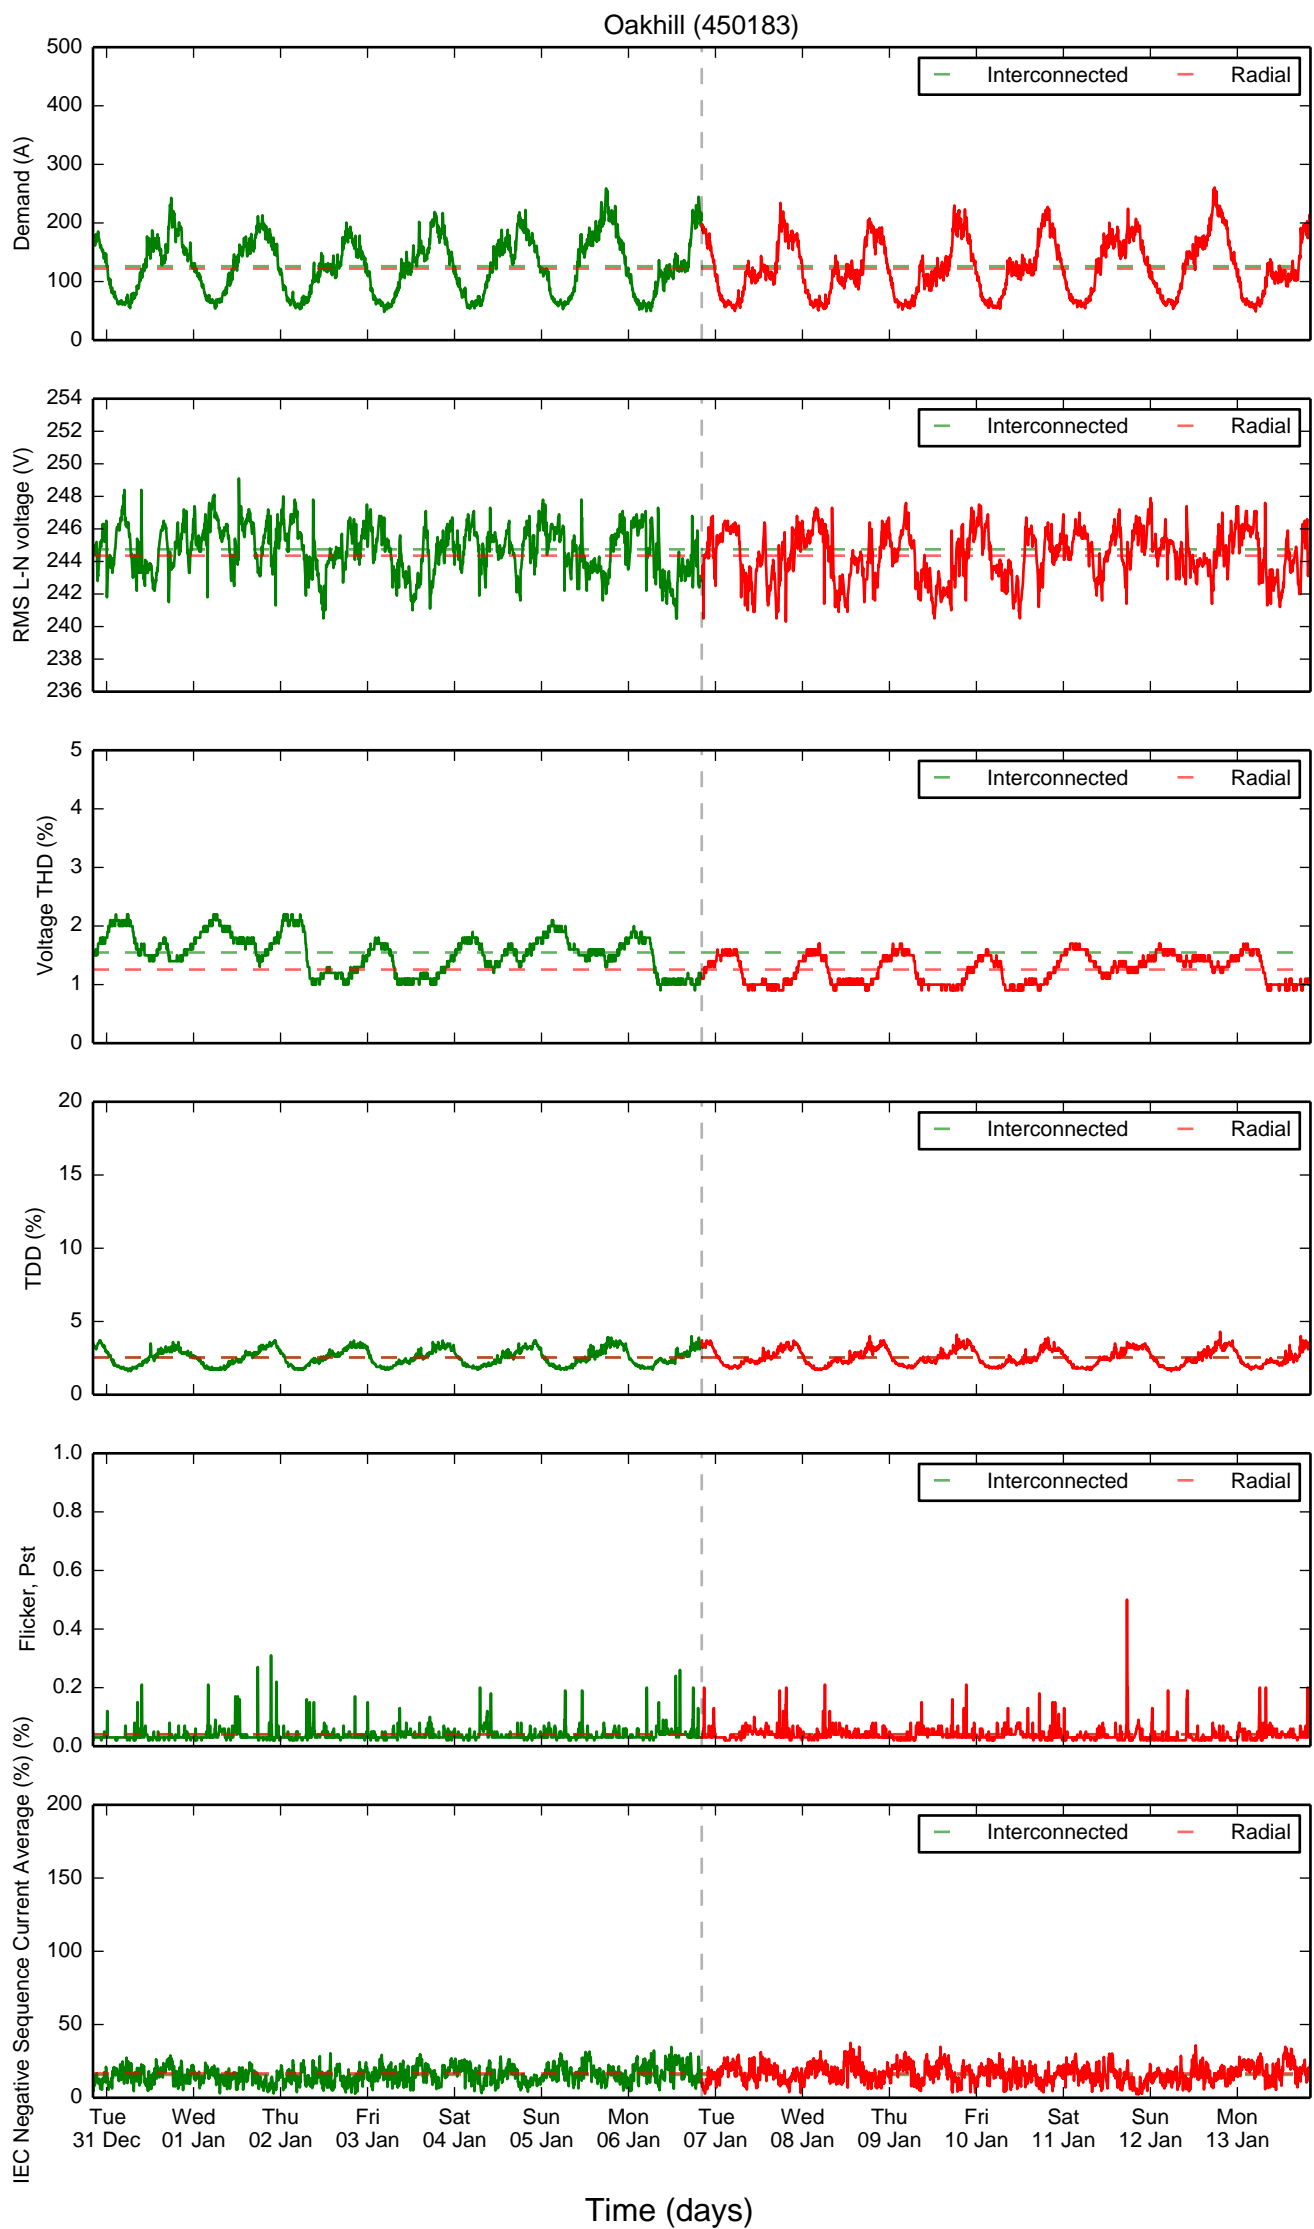 Oakhill (450183)
500
400
300
200
100
0
Demand (A)
Interconnected Radial
254
252
250
248
246
244
242
240
238
236
RMS L-N voltage (V)
Interconnected Radial
5
4
3
2
1
0
Voltage THD (%)
Interconnected Radial
20
15
10
5
0
TDD (%)
Interconnected Radial
1.0
0.8
0.6
0.4
0.2
0.0
Flicker, Pst
Interconnected Radial
200
150
100
50
0
IEC Negative Sequence Current Average (%) (%)
Interconnected Radial
Tue Wed Thu Fri Sat Sun Mon Tue Wed Thu Fri Sat Sun Mon
31 Dec 01 Jan 02 Jan 03 Jan 04 Jan 05 Jan 06 Jan 07 Jan 08 Jan 09 Jan 10 Jan 11 Jan 12 Jan 13 Jan
Time (days)